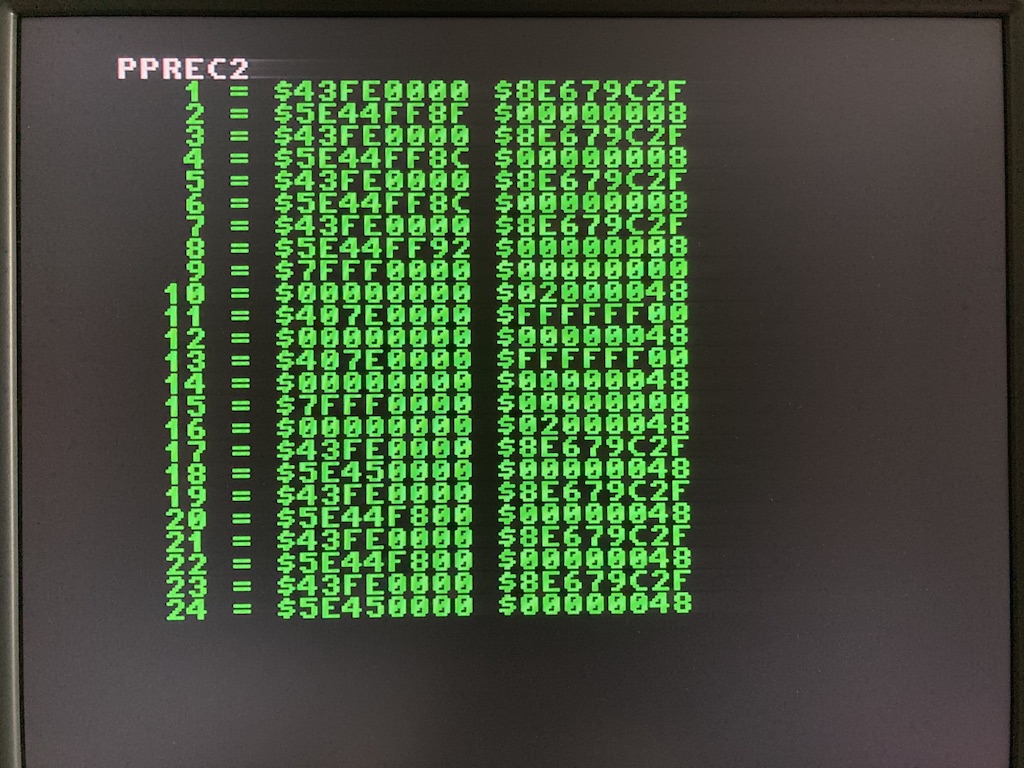 PPREC2
1 = $43FE0000 $8E679C2F
2 = $5E44FF8F $00000008
3 = $43FE0000 $8E679C2F
4 = $5E44FF8C $00000008
5 = $43FE0000 $8E679C2F
6 = $5E44FF8C $00000008
7 = $43FE0000 $8E679C2F
8 = $5E44FF92 $00000008
9 = $7FFF0000 $00000000
10 = $00000000 $02000048
11 = $407E0000 $FFFFFF00
12 = $00000000 $00000048
13 = $407E0000 $FFFFFF00
14 = $00000000 $00000048
15 = $7FFF0000 $00000000
16 = $00000000 $02000048
17 = $43FE0000 $8E679C2F
18 = $5E450000 $00000048
19 = $43FE0000 $8E679C2F
20 = $5E44F800 $00000048
21 = $43FE0000 $8E679C2F
22 = $5E44F800 $00000048
23 = $43FE0000 $8E679C2F
24 = $5E450000 $00000048